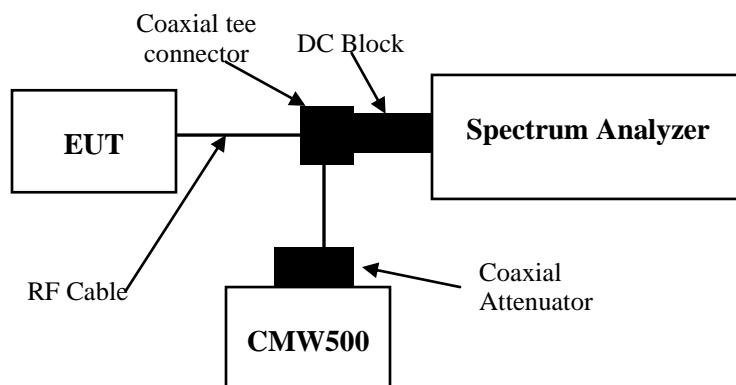 Coaxial tee
connector
DC Block
EUT
Spectrum Analyzer
RF Cable
Coaxial
Attenuator
CMW500